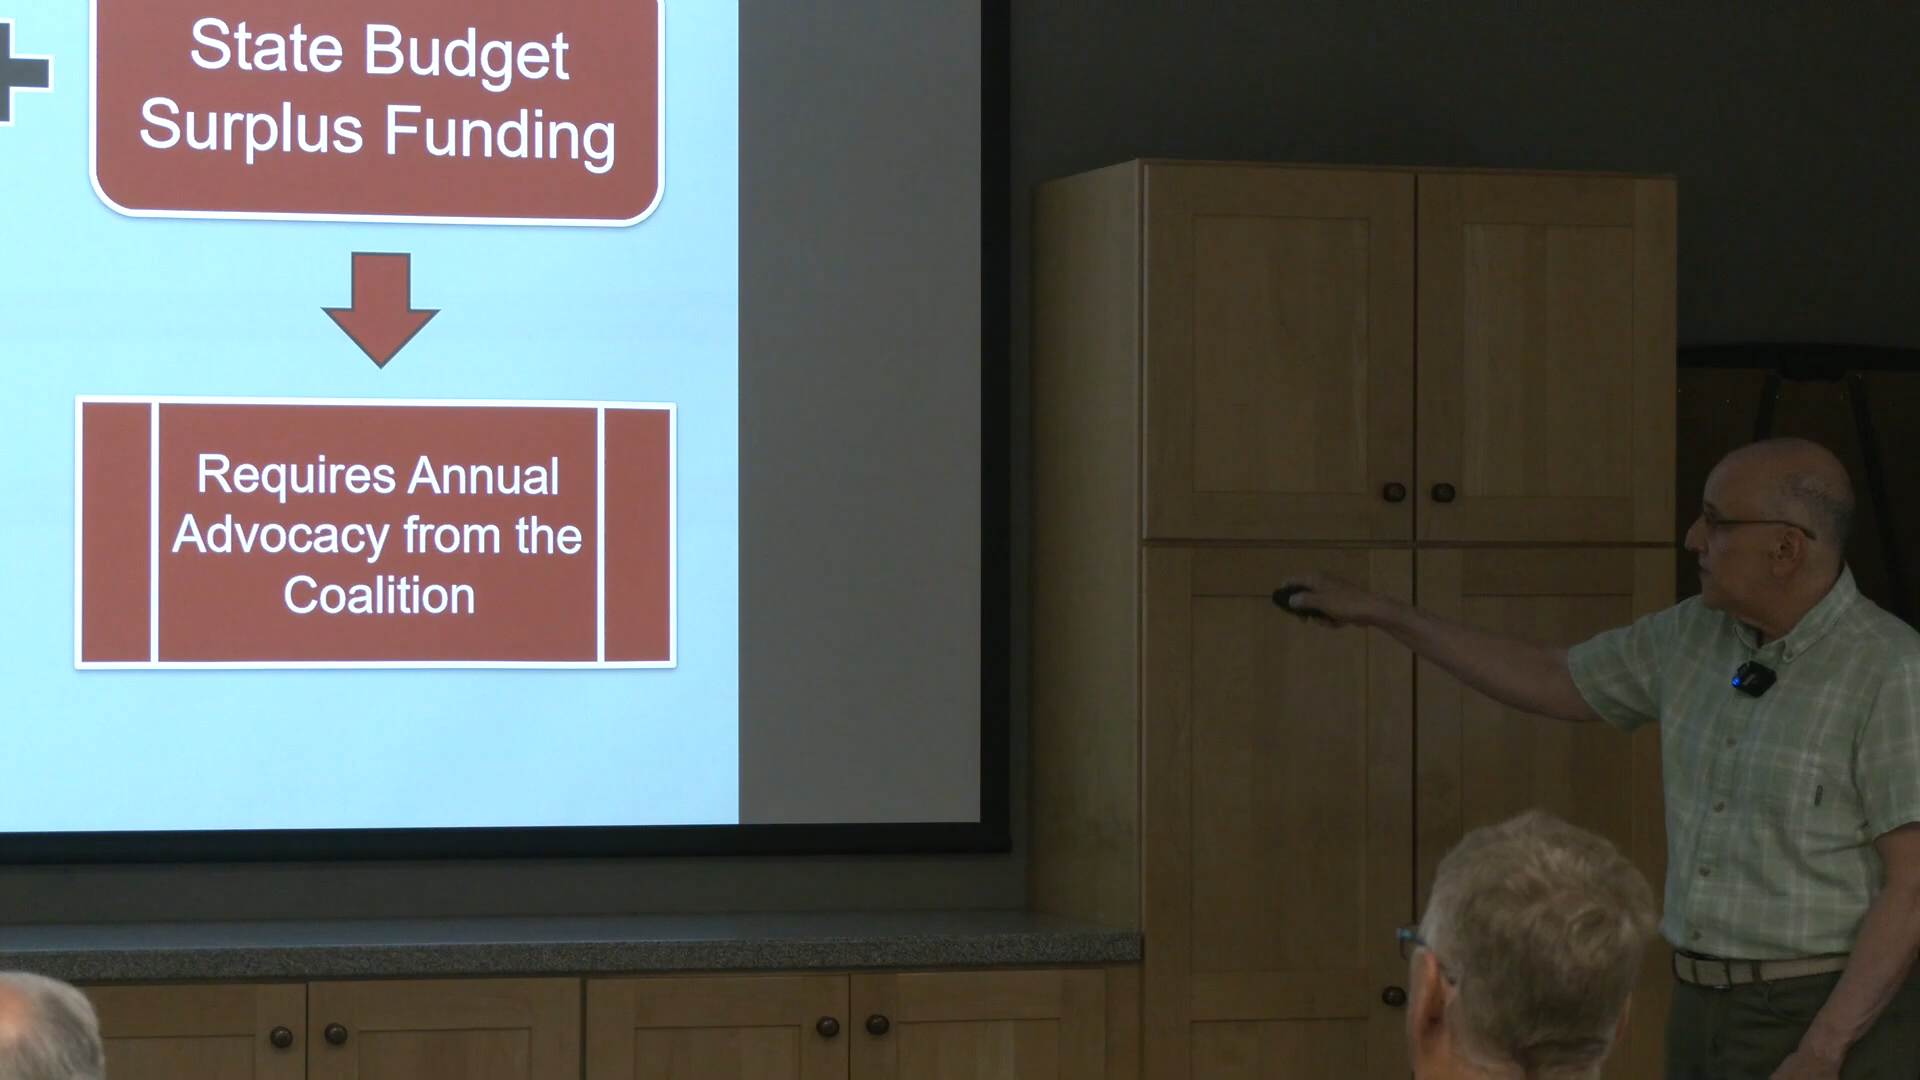 State Budget
Surplus Funding
Requires Annual
Advocacy from the
Coalition